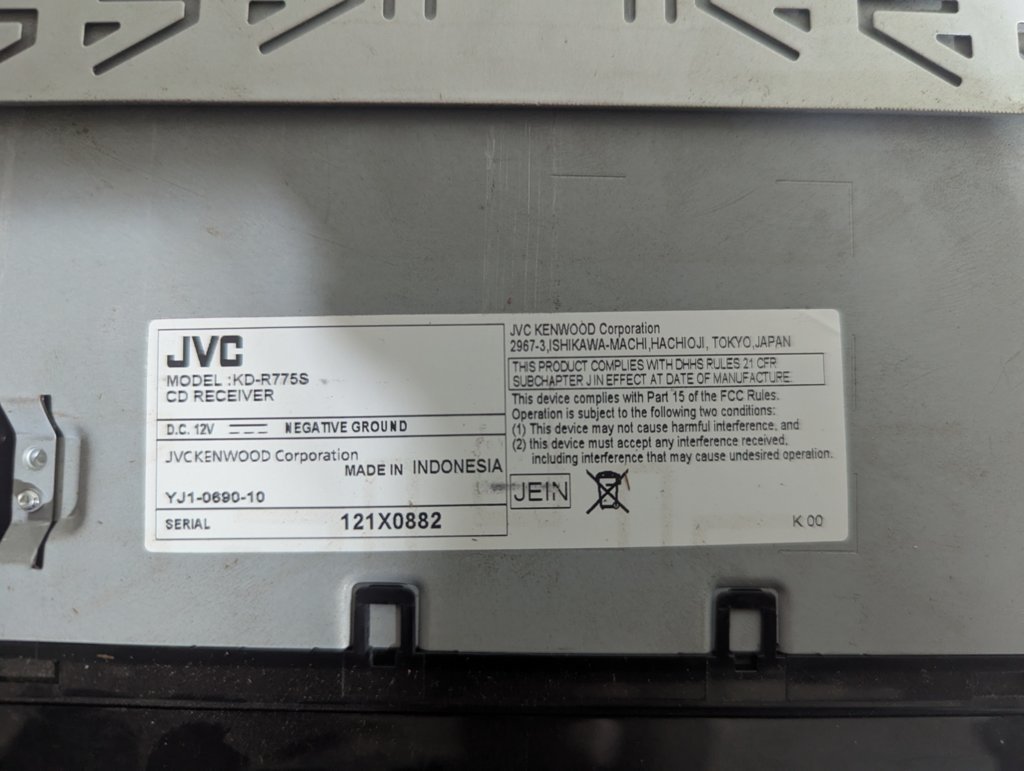 JVC
MODEL :KD-R775S
CD RECEIVER
D.C. 12V NEGATIVE GROUND
JVCKENWOOD Corporation
MADE IN INDONESIA
YJ1-0690-10
SERIAL 121X0882
JVC KENWOOD Corporation
2967-3,ISHIKAWA-MACHI,HACHIOJI, TOKYO,JAPAN
THIS PRODUCT COMPLIES WITH DHHS RULES 21 CFR
SUBCHAPTER J IN EFFECT AT DATE OF MANUFACTURE.
This device complies with Part 15 of the FCC Rules.
Operation is subject to the following two conditions:
(1) This device may not cause harmful interference, and
(2) this device must accept any interference received,
including interference that may cause undesired operation.
JEIN
K 00